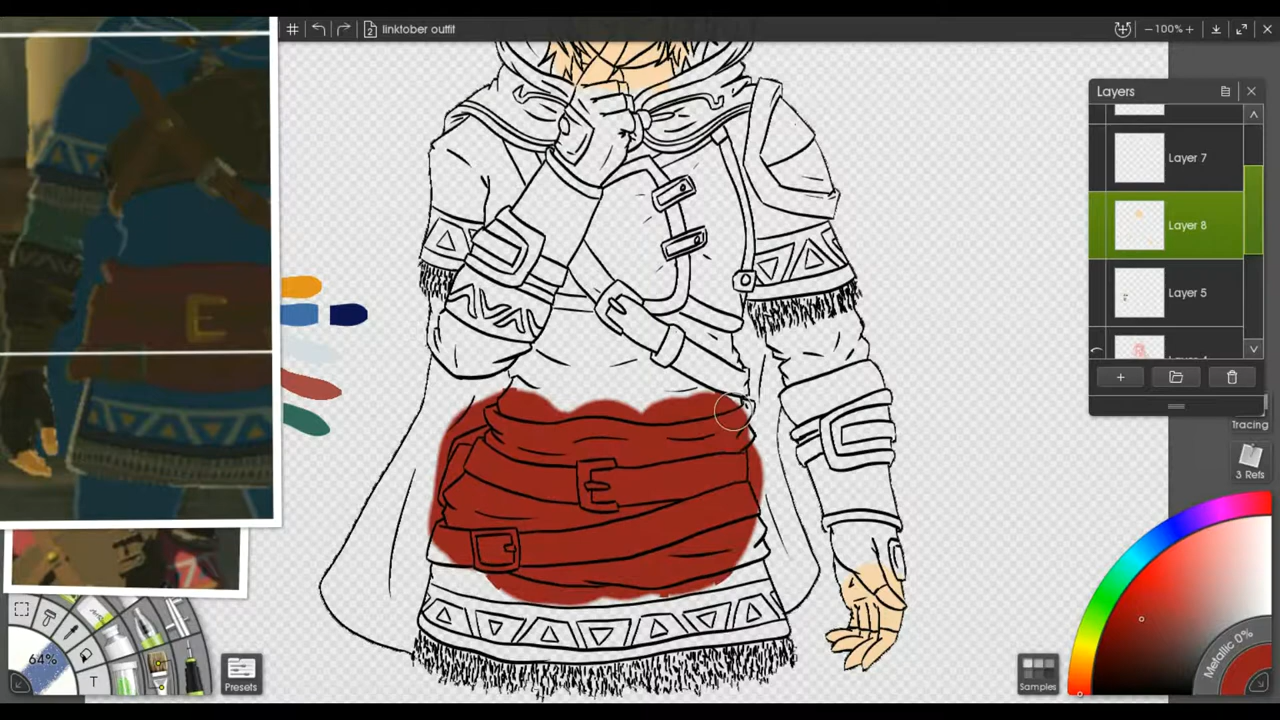 linktober outfit
100%
Layers
Layer 7
Layer 8
Layer 5
Tracing
3 Refs
64%
T
Presets
Samples
Metallic 0%